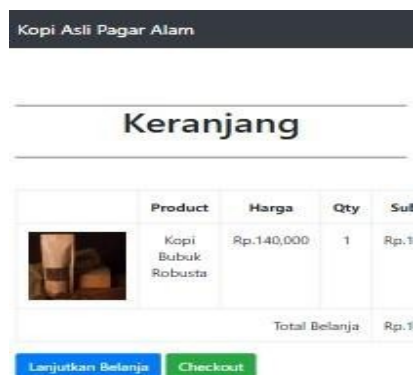 Kopi Asli Pagar Alam
Keranjang
Product Harga Qty
Kopi Bubuk Robusta Rp.140,000 1
Total Belanja
Lanjutkan Belanja Checkout